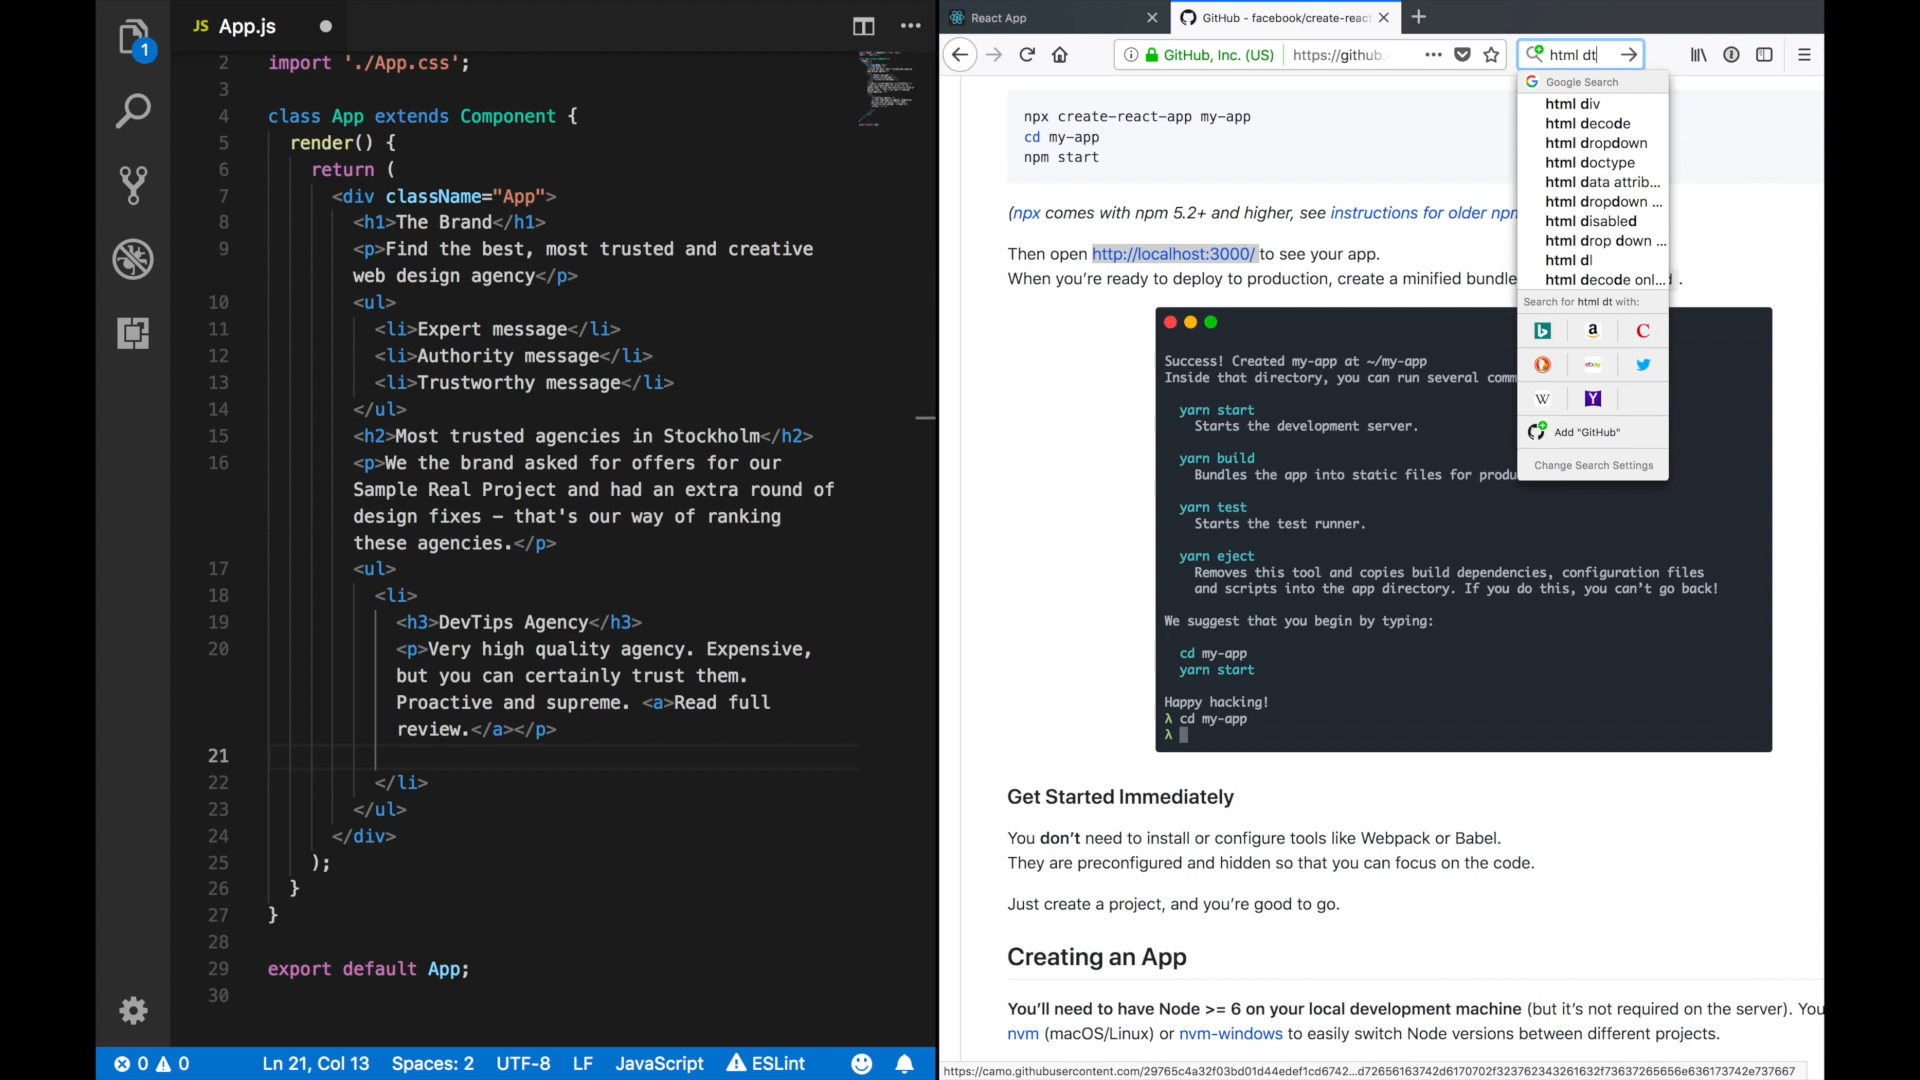 1
JS App.js
2 import './App.css';
3
4 class App extends Component {
5 render() {
6 return (
7 <div className="App">
8 <h1>The Brand</h1>
9 <p>Find the best, most trusted and creative
web design agency</p>
10 <ul>
11 <li>Expert message</li>
12 <li>Authority message</li>
13 <li>Trustworthy message</li>
14 </ul>
15 <h2>Most trusted agencies in Stockholm</h2>
16 <p>We the brand asked for offers for our
Sample Real Project and had an extra round of
design fixes – that's our way of ranking
these agencies.</p>
17 <ul>
18 <li>
19 <h3>DevTips Agency</h3>
20 <p>Very high quality agency. Expensive,
but you can certainly trust them.
Proactive and supreme. <a>Read full
review.</a></p>
21
22 </li>
23 </ul>
24 </div>
25 );
26 }
27 }
28
29 export default App;
30
0 0 Ln 21, Col 13 Spaces: 2 UTF-8 LF JavaScript ESLint
React App
GitHub - facebook/create-react
GitHub, Inc. (US) https://github.
html dt
Google Search
html div
html decode
html dropdown
html doctype
html data attrib...
html dropdown ...
html disabled
html drop down ...
html dl
html decode onl...
Search for html dt with:
b a C
ebay
W Y
Add "GitHub"
Change Search Settings
npx create-react-app my-app
cd my-app
npm start
(npx comes with npm 5.2+ and higher, see instructions for older npm
Then open http://localhost:3000/ to see your app.
When you’re ready to deploy to production, create a minified bundle .
Success! Created my-app at ~/my-app
Inside that directory, you can run several comm
yarn start
Starts the development server.
yarn build
Bundles the app into static files for produ
yarn test
Starts the test runner.
yarn eject
Removes this tool and copies build dependencies, configuration files
and scripts into the app directory. If you do this, you can’t go back!
We suggest that you begin by typing:
cd my-app
yarn start
Happy hacking!
λ cd my-app
λ
Get Started Immediately
You don’t need to install or configure tools like Webpack or Babel.
They are preconfigured and hidden so that you can focus on the code.
Just create a project, and you’re good to go.
Creating an App
You’ll need to have Node >= 6 on your local development machine (but it’s not required on the server). You
nvm (macOS/Linux) or nvm-windows to easily switch Node versions between different projects.
https://camo.githubusercontent.com/29765c4a32f03bd01d44edef1cd6742...d72656163742d6170702f323762343261632f73637265656e636173742e737667